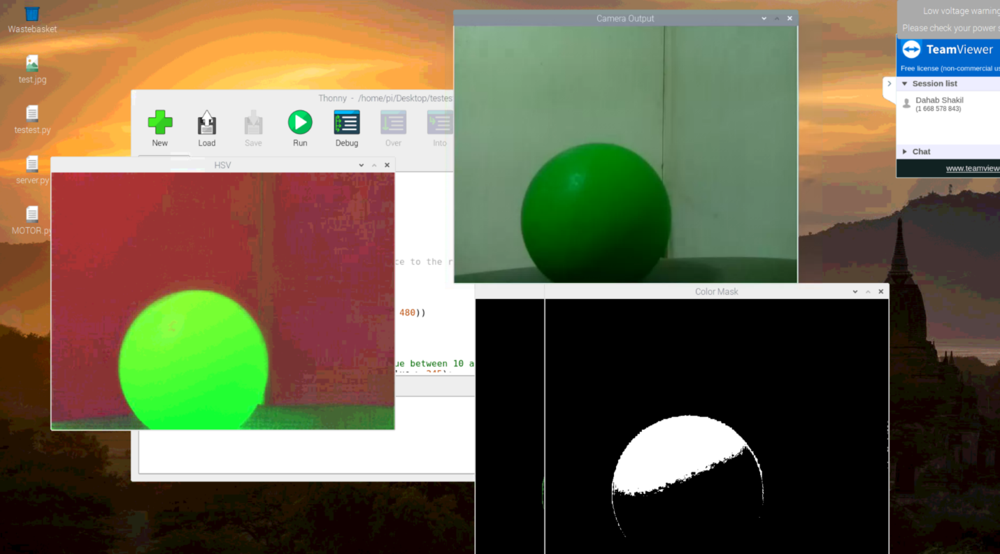 Wastebasket
test.jpg
testest.py
server.py
MOTOR.p
Thonny - /home/pi/Desktop/testes
New
Load
Save
Run
Debug
Over
Into
HSV
ce to the r
480))
ue between 10 a
Camera Output
Color Mask
Low voltage warning
Please check your power s
TeamViewer
Free license (non-commercial us
Session list
Dahab Shakil
(1 668 578 843)
Chat
www.teamviewe